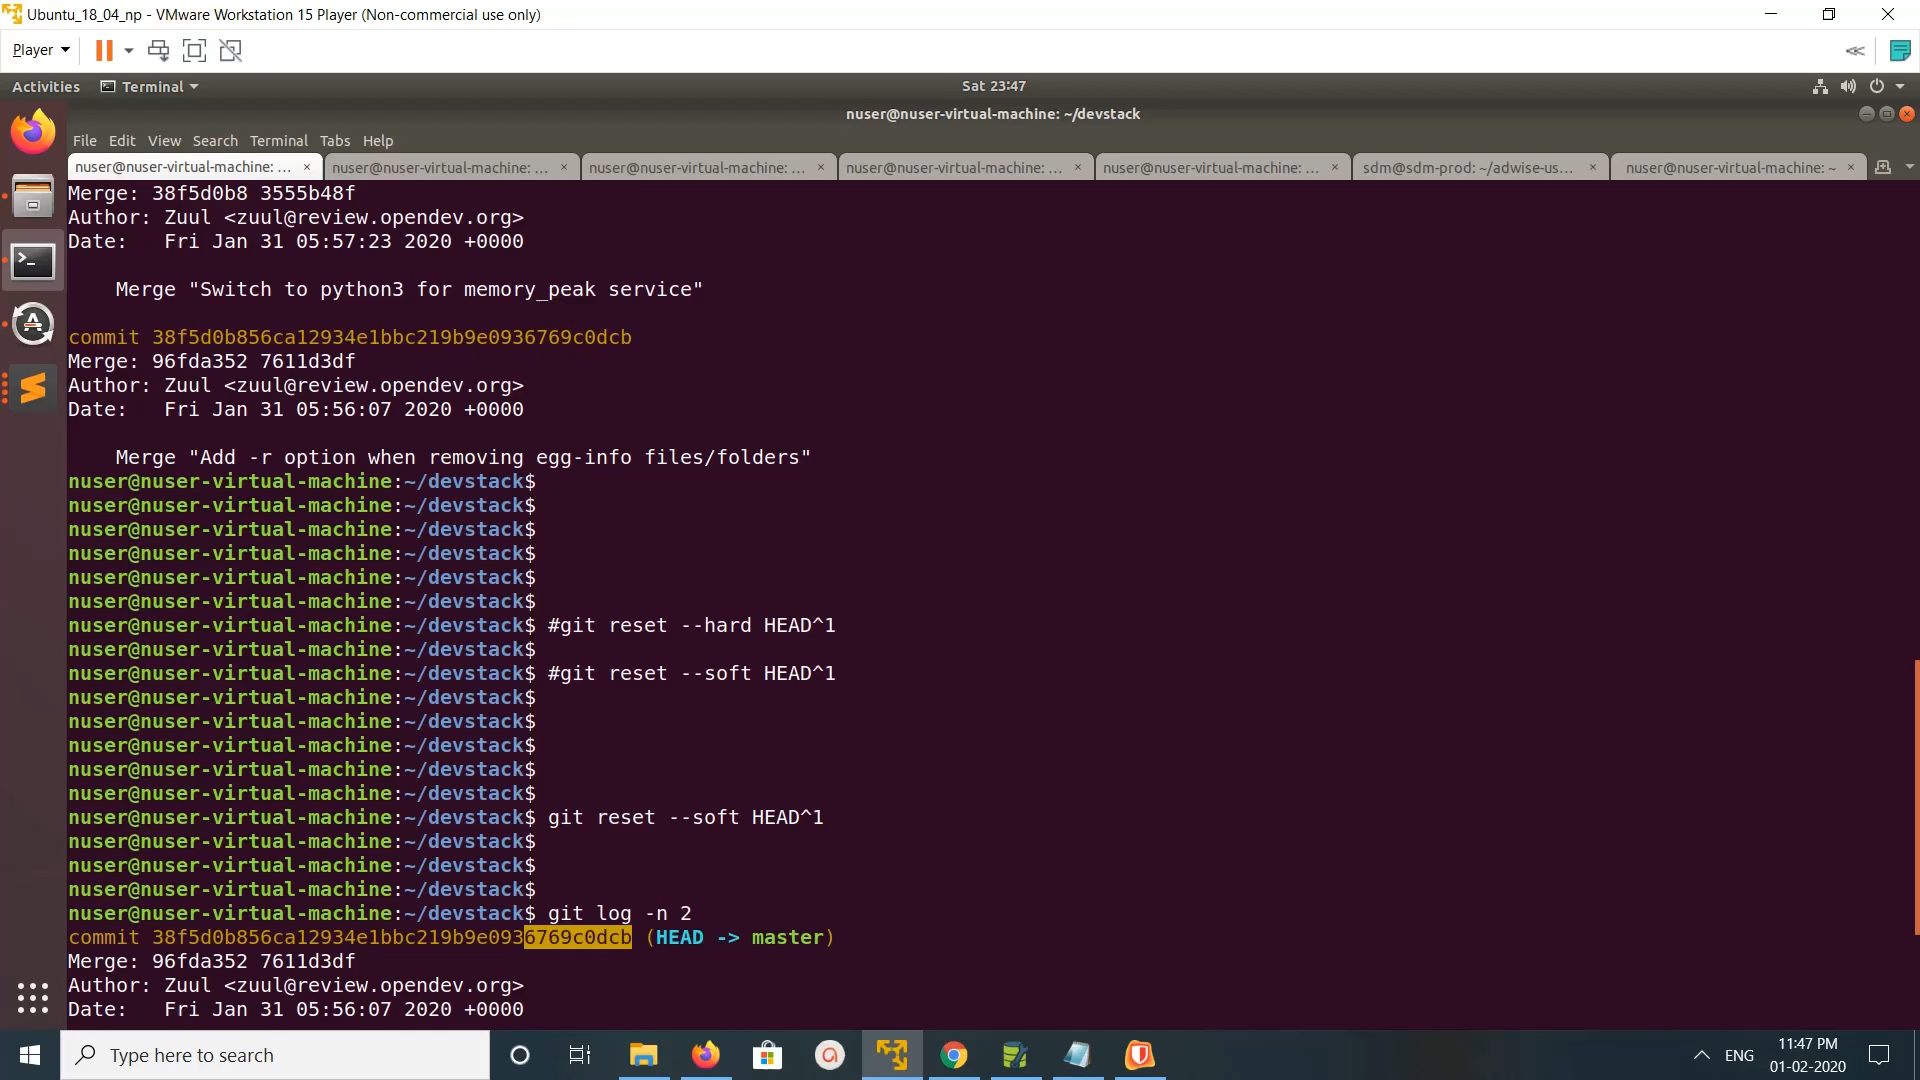 Ubuntu_18_04_np - VMware Workstation 15 Player (Non-commercial use only)
Player
Activities Terminal Sat 23:47
nuser@nuser-virtual-machine: ~/devstack
File Edit View Search Terminal Tabs Help
nuser@nuser-virtual-machine: ... × nuser@nuser-virtual-machine: ... × nuser@nuser-virtual-machine: ... × nuser@nuser-virtual-machine: ... × nuser@nuser-virtual-machine: ... × sdm@sdm-prod: ~/adwise-us... × nuser@nuser-virtual-machine: ~ ×
Merge: 38f5d0b8 3555b48f
Author: Zuul <zuul@review.opendev.org>
Date:   Fri Jan 31 05:57:23 2020 +0000
Merge "Switch to python3 for memory_peak service"
commit 38f5d0b856ca12934e1bbc219b9e0936769c0dcb
Merge: 96fda352 7611d3df
Author: Zuul <zuul@review.opendev.org>
Date:   Fri Jan 31 05:56:07 2020 +0000
Merge "Add -r option when removing egg-info files/folders"
nuser@nuser-virtual-machine:~/devstack$
nuser@nuser-virtual-machine:~/devstack$
nuser@nuser-virtual-machine:~/devstack$
nuser@nuser-virtual-machine:~/devstack$
nuser@nuser-virtual-machine:~/devstack$
nuser@nuser-virtual-machine:~/devstack$
nuser@nuser-virtual-machine:~/devstack$ #git reset --hard HEAD^1
nuser@nuser-virtual-machine:~/devstack$
nuser@nuser-virtual-machine:~/devstack$ #git reset --soft HEAD^1
nuser@nuser-virtual-machine:~/devstack$
nuser@nuser-virtual-machine:~/devstack$
nuser@nuser-virtual-machine:~/devstack$
nuser@nuser-virtual-machine:~/devstack$
nuser@nuser-virtual-machine:~/devstack$
nuser@nuser-virtual-machine:~/devstack$ git reset --soft HEAD^1
nuser@nuser-virtual-machine:~/devstack$
nuser@nuser-virtual-machine:~/devstack$
nuser@nuser-virtual-machine:~/devstack$
nuser@nuser-virtual-machine:~/devstack$ git log -n 2
commit 38f5d0b856ca12934e1bbc219b9e0936769c0dcb (HEAD -> master)
Merge: 96fda352 7611d3df
Author: Zuul <zuul@review.opendev.org>
Date:   Fri Jan 31 05:56:07 2020 +0000
Type here to search
ENG
11:47 PM
01-02-2020